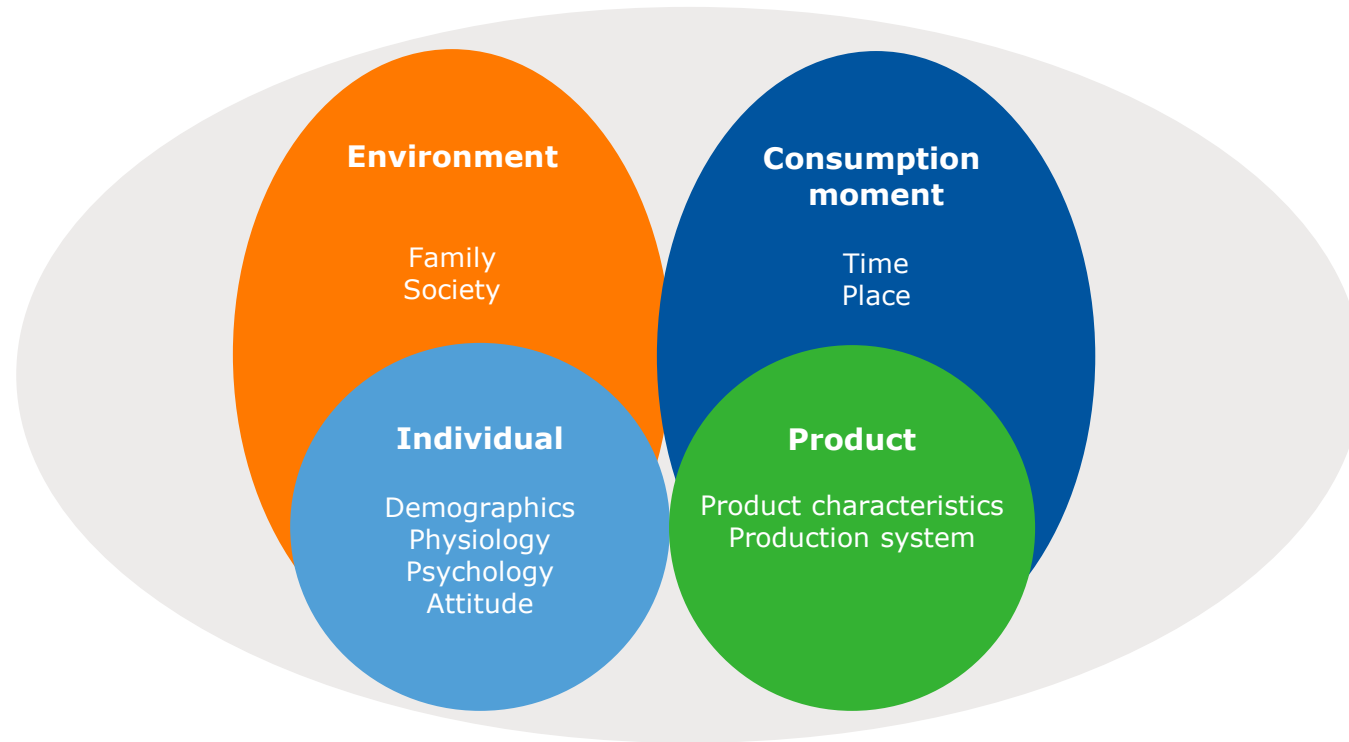 Environment
Family
Society
Consumption
moment
Time
Place
Individual
Demographics
Physiology
Psychology
Attitude
Product
Product characteristics
Production system